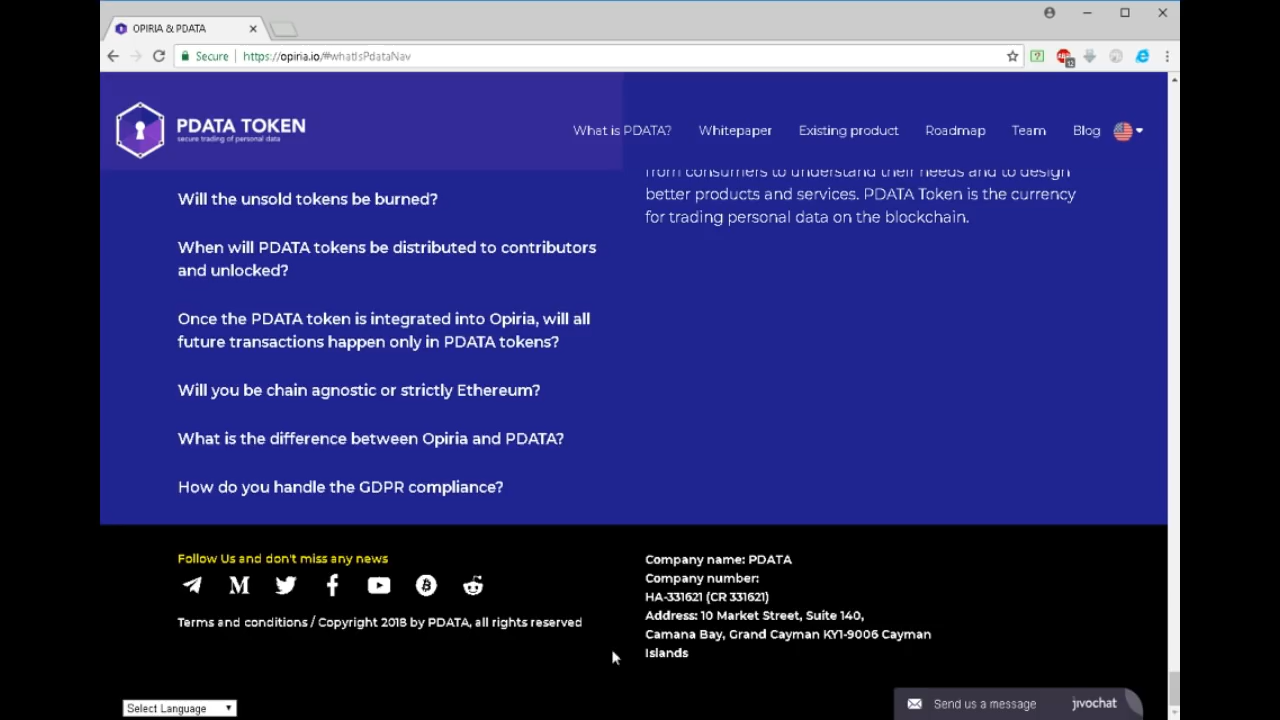 OPIRIA & PDATA
Secure
https://opiria.io/#whatIsPdataNav
12
PDATA TOKEN
secure trading of personal data
What is PDATA?
Whitepaper
Existing product
Roadmap
Team
Blog
from consumers to understand their needs and to design
better products and services. PDATA Token is the currency
for trading personal data on the blockchain.
Will the unsold tokens be burned?
When will PDATA tokens be distributed to contributors
and unlocked?
Once the PDATA token is integrated into Opiria, will all
future transactions happen only in PDATA tokens?
Will you be chain agnostic or strictly Ethereum?
What is the difference between Opiria and PDATA?
How do you handle the GDPR compliance?
Follow Us and don't miss any news
Terms and conditions / Copyright 2018 by PDATA, all rights reserved
Company name: PDATA
Company number:
HA-331621 (CR 331621)
Address: 10 Market Street, Suite 140,
Camana Bay, Grand Cayman KY1-9006 Cayman
Islands
Select Language
Send us a message
jivochat